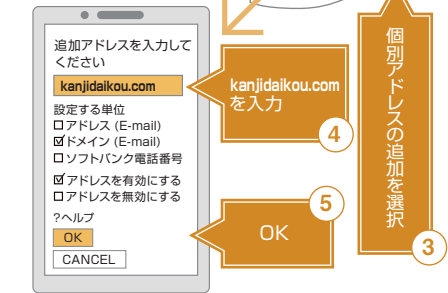 追加アドレスを入力して
ください
kanjidaikou.com
設定する単位
アドレス (E-mail)
ドメイン (E-mail)
ソフトバンク電話番号
アドレスを有効にする
アドレスを無効にする
?ヘルプ
OK
CANCEL
個別アドレスの追加を選択
3
kanjidaikou.com
を入力
4
5
OK